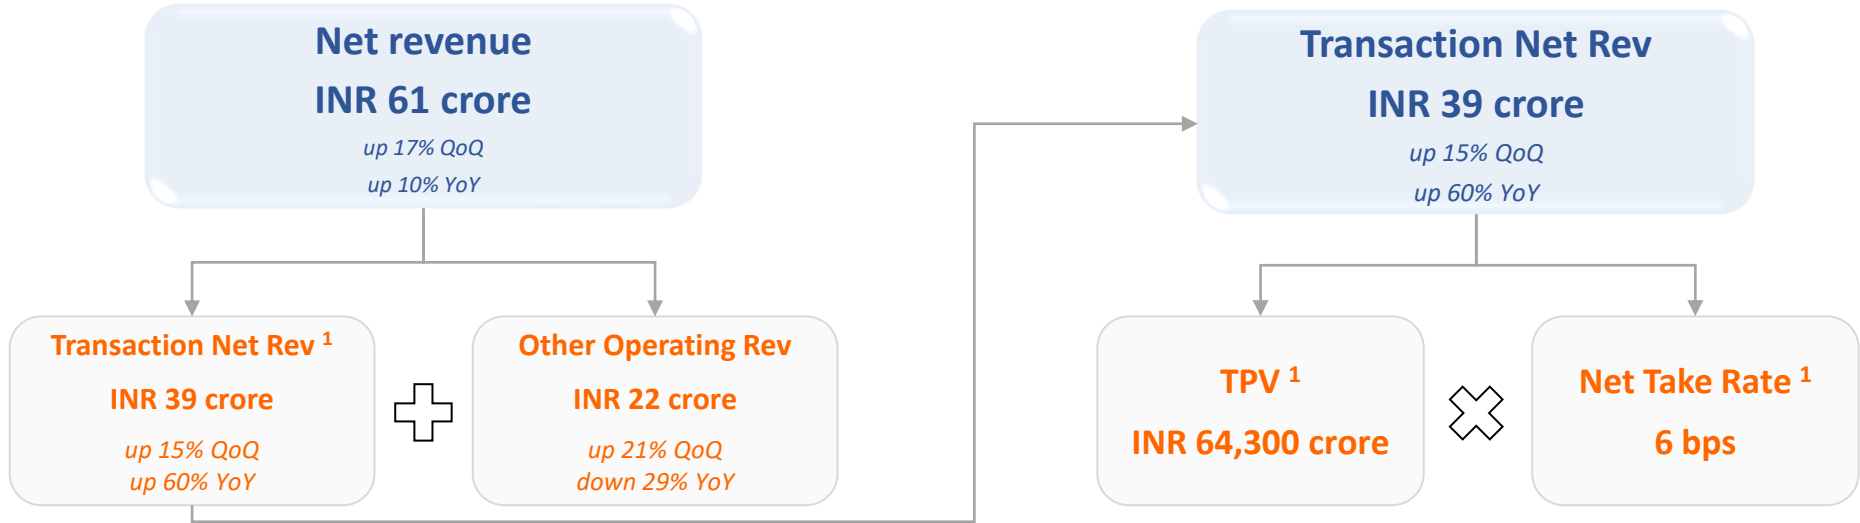 Net revenue
INR 61 crore
up 17% QoQ
up 10% YoY
Transaction Net Rev 1
INR 39 crore
up 15% QoQ
up 60% YoY
Other Operating Rev
INR 22 crore
up 21% QoQ
down 29% YoY
Transaction Net Rev
INR 39 crore
up 15% QoQ
up 60% YoY
TPV 1
INR 64,300 crore
Net Take Rate 1
6 bps